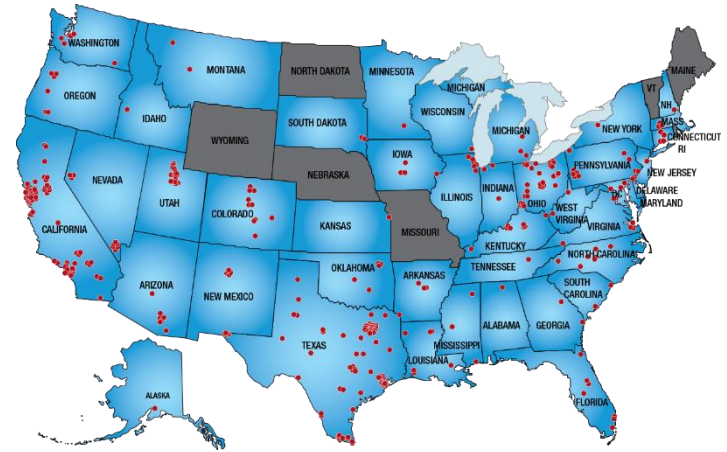 WASHINGTON
MONTANA
NORTH DAKOTA
MINNESOTA
MAINE
VT
NH
OREGON
IDAHO
SOUTH DAKOTA
WISCONSIN
MICHIGAN
MICHIGAN
NEW YORK
MASS
CONNECTICUT
RI
WYOMING
IOWA
PENNSYLVANIA
NEW JERSEY
NEVADA
UTAH
COLORADO
NEBRASKA
ILLINOIS
INDIANA
OHIO
WEST
VIRGINIA
DC
DELAWARE
MARYLAND
CALIFORNIA
KANSAS
MISSOURI
KENTUCKY
VIRGINIA
ARIZONA
NEW MEXICO
OKLAHOMA
ARKANSAS
TENNESSEE
NORTH CAROLINA
SOUTH
CAROLINA
TEXAS
LOUISIANA
MISSISSIPPI
ALABAMA
GEORGIA
ALASKA
FLORIDA